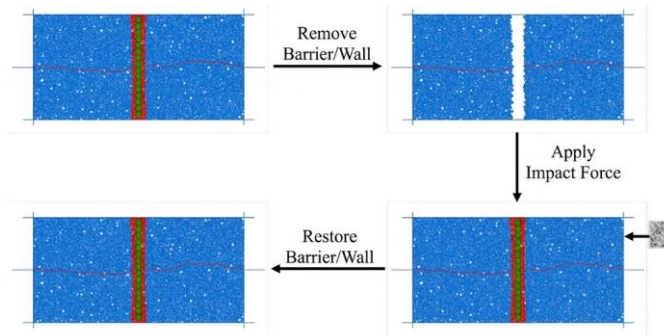 Remove
Barrier/Wall
Apply
Impact Force
Restore
Barrier/Wall